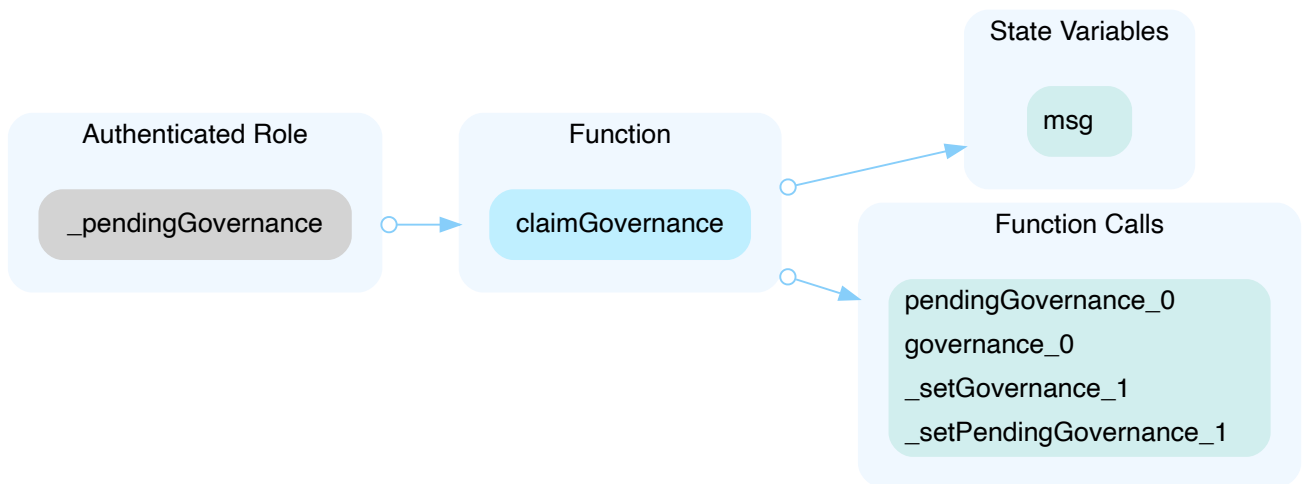 Authenticated Role
_pendingGovernance
Function
claimGovernance
State Variables
msg
Function Calls
pendingGovernance_0
governance_0
_setGovernance_1
_setPendingGovernance_1